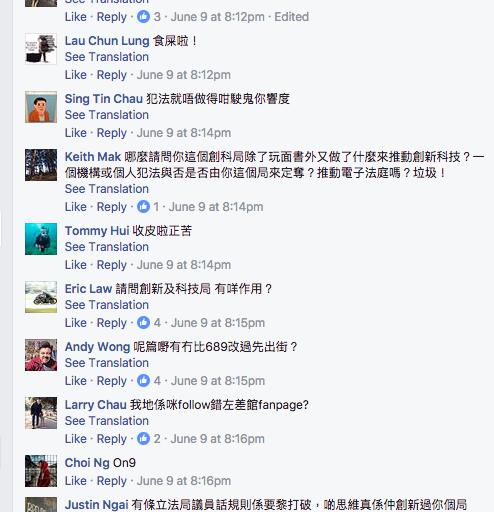 Like · Reply · 3 · June 9 at 8:12pm · Edited
Lau Chun Lung 食屎啦！
See Translation
Like · Reply · June 9 at 8:12pm
Sing Tin Chau 犯法就唔做得咁駛鬼你響度
See Translation
Like · Reply · June 9 at 8:14pm
Keith Mak 哪麼請問你這個創科局除了玩面書外又做了什麼來推動創新科技？一
個機構或個人犯法與否是否由你這個局來定奪？推動電子法庭嗎？垃圾！
See Translation
Like · Reply · 1 · June 9 at 8:14pm
Tommy Hui 收皮啦正苦
See Translation
Like · Reply · June 9 at 8:14pm
Eric Law 請問創新及科技局 有咩作用？
See Translation
Like · Reply · 4 · June 9 at 8:15pm
Andy Wong 呢篇嘢有冇比689改過先出街？
See Translation
Like · Reply · 4 · June 9 at 8:15pm
Larry Chau 我地係咪follow錯左差館fanpage?
See Translation
Like · Reply · 2 · June 9 at 8:16pm
Choi Ng On9
Like · Reply · June 9 at 8:16pm
Justin Ngai 有條立法局議員話規則係要黎打破，啲思維真係仲創新過你個局